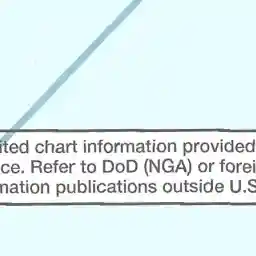 ited chart information provided
ce. Refer to DoD (NGA) or forei
mation publications outside U.S